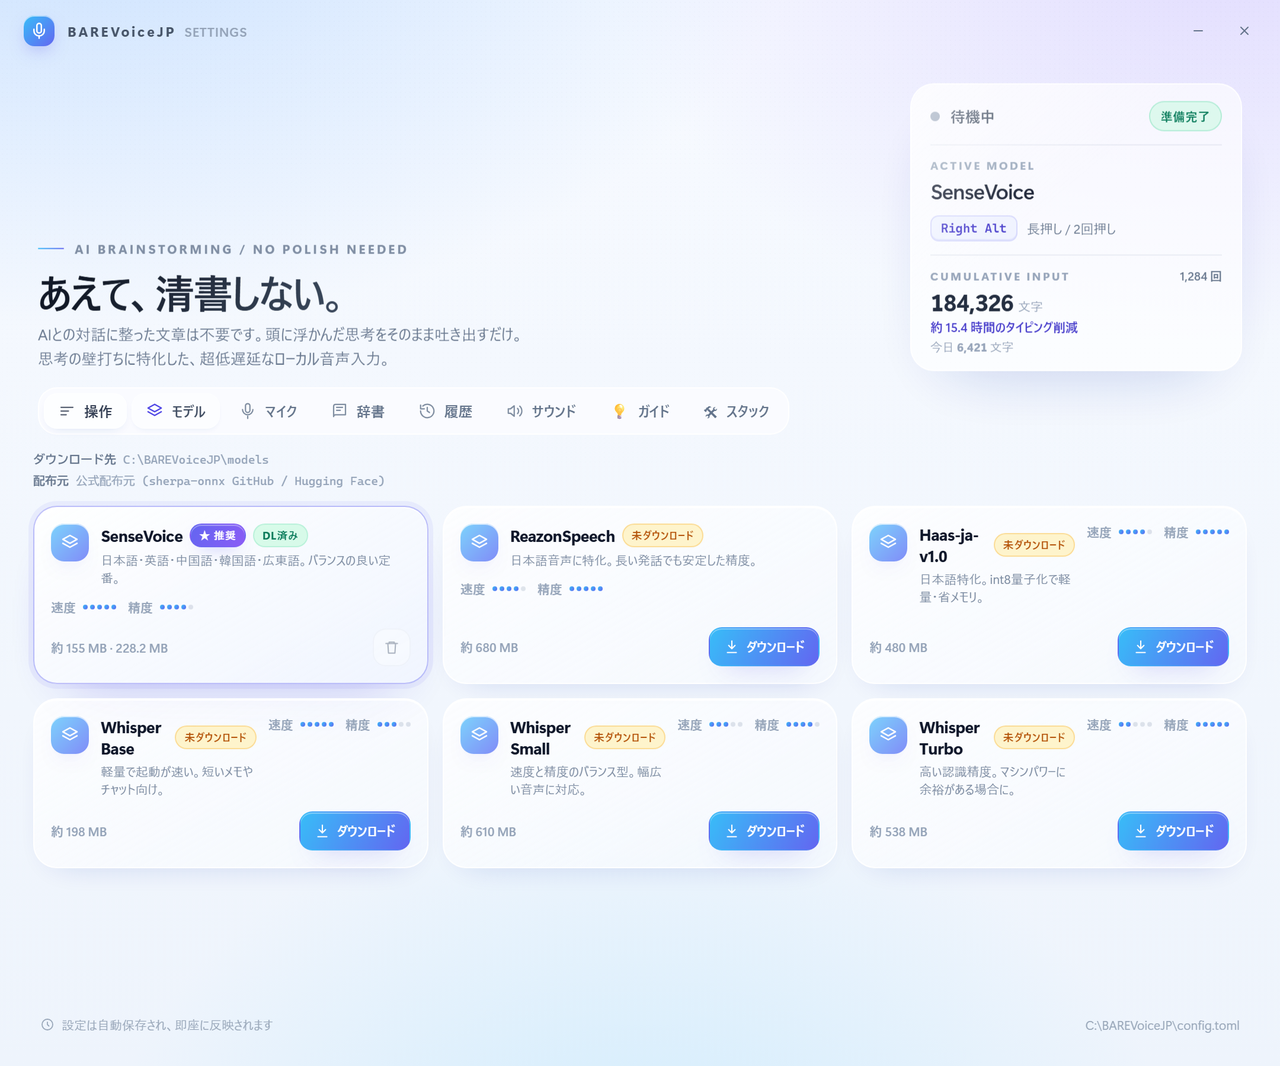 BAREVoiceJP SETTINGS
待機中 準備完了
ACTIVE MODEL
SenseVoice
Right Alt 長押し / 2回押し
CUMULATIVE INPUT 1,284 回
184,326 文字
約 15.4 時間のタイピング削減
今日 6,421 文字
AI BRAINSTORMING / NO POLISH NEEDED
あえて、清書しない。
AIとの対話に整った文章は不要です。頭に浮かんだ思考をそのまま吐き出すだけ。
思考の壁打ちに特化した、超低遅延なローカル音声入力。
操作 モデル マイク 辞書 履歴 サウンド ガイド スタック
ダウンロード先 C:\BAREVoiceJP\models
配布元 公式配布元 (sherpa-onnx GitHub / Hugging Face)
SenseVoice ★ 推奨 DL済み
日本語・英語・中国語・韓国語・広東語。バランスの良い定
番。
速度 精度
約 155 MB · 228.2 MB
ReazonSpeech 未ダウンロード
日本語音声に特化。長い発話でも安定した精度。
速度 精度
約 680 MB ダウンロード
Haas-ja-
v1.0 未ダウンロード 速度 精度
日本語特化。int8量子化で軽
量・省メモリ。
約 480 MB ダウンロード
Whisper
Base 未ダウンロード 速度 精度
軽量で起動が速い。短いメモや
チャット向け。
約 198 MB ダウンロード
Whisper
Small 未ダウンロード 速度 精度
速度と精度のバランス型。幅広
い音声に対応。
約 610 MB ダウンロード
Whisper
Turbo 未ダウンロード 速度 精度
高い認識精度。マシンパワーに
余裕がある場合に。
約 538 MB ダウンロード
設定は自動保存され、即座に反映されます
C:\BAREVoiceJP\config.toml